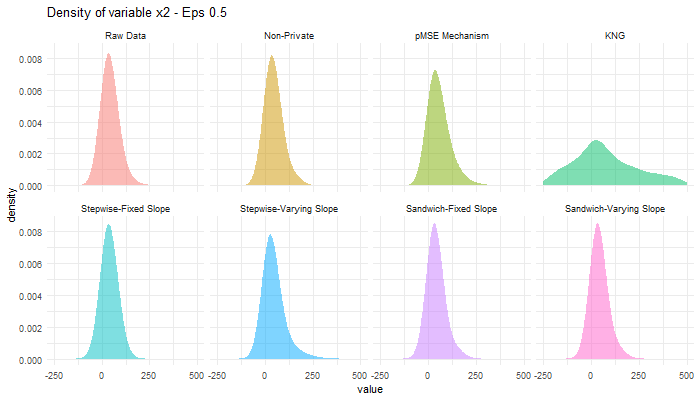 Density of variable x2 - Eps 0.5
Raw Data Non-Private pMSE Mechanism KNG
0.008
0.006
0.004
0.002
0.000
density
Stepwise-Fixed Slope Stepwise-Varying Slope Sandwich-Fixed Slope Sandwich-Varying Slope
0.008
0.006
0.004
0.002
0.000
-250 0 250 500 -250 0 250 500 -250 0 250 500 -250 0 250 500
value